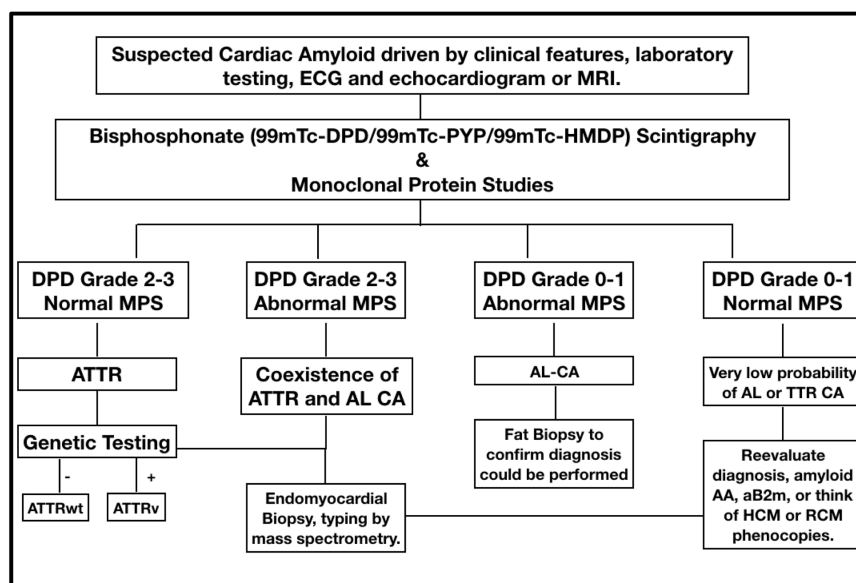 Suspected Cardiac Amyloid driven by clinical features, laboratory
testing, ECG and echocardiogram or MRI.
Bisphosphonate (99mTc-DPD/99mTc-PYP/99mTc-HMDP) Scintigraphy
&
Monoclonal Protein Studies
DPD Grade 2-3
Normal MPS
DPD Grade 2-3
Abnormal MPS
DPD Grade 0-1
Abnormal MPS
DPD Grade 0-1
Normal MPS
ATTR
Coexistence of
ATTR and AL CA
AL-CA
Very low probability
of AL or TTR CA
Genetic Testing
-
+
ATTRwt
ATTRv
Endomyocardial
Biopsy, typing by
mass spectrometry.
Fat Biopsy to
confirm diagnosis
could be performed
Reevaluate
diagnosis, amyloid
AA, aB2m, or think
of HCM or RCM
phenocopies.